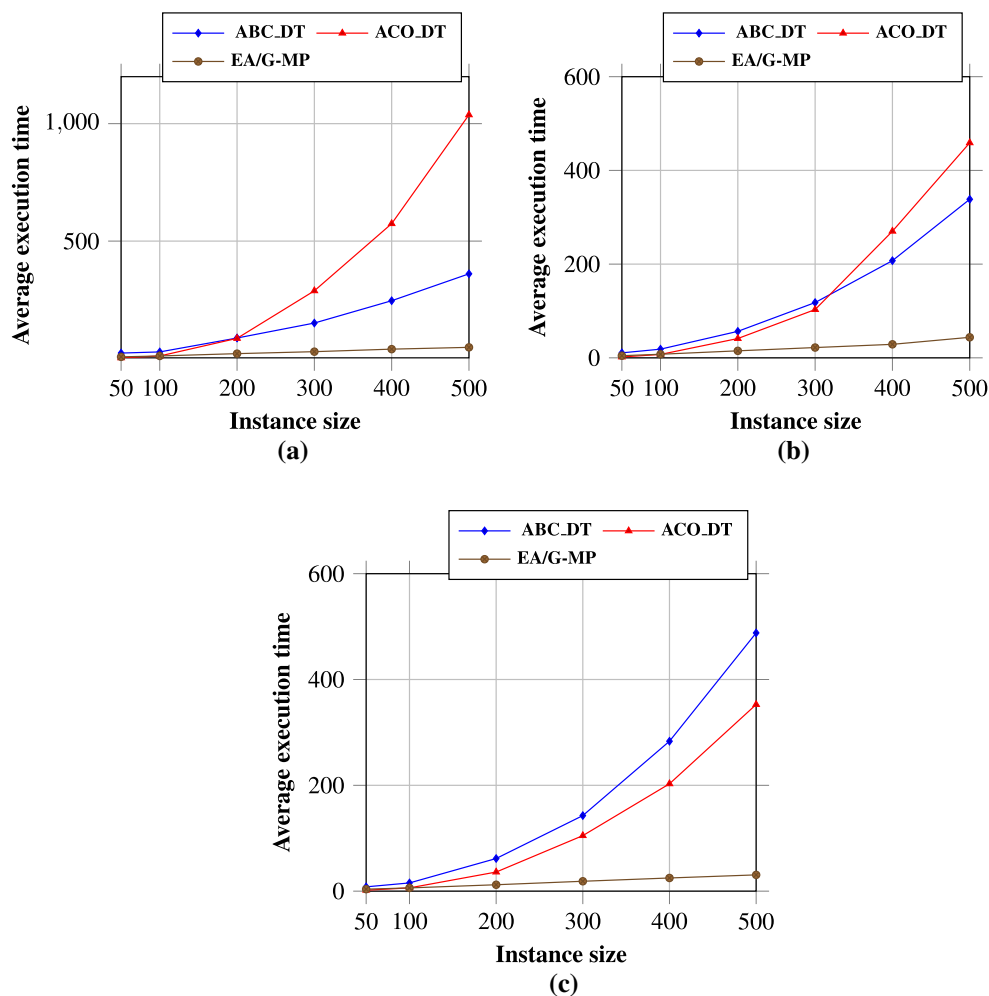 ABC_DT ACO_DT
EA/G-MP
1,000
500
50 100 200 300 400 500
Average execution time
Instance size
(a)
ABC_DT ACO_DT
EA/G-MP
600
400
200
0
50 100 200 300 400 500
Average execution time
Instance size
(b)
ABC_DT ACO_DT
EA/G-MP
600
400
200
0
50 100 200 300 400 500
Average execution time
Instance size
(c)